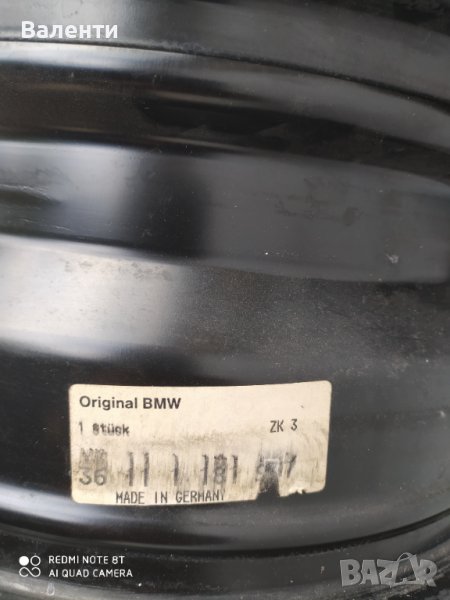 Валенти
Original BMW
1 stück ZK 3
36 11 1 181
MADE IN GERMANY
REDMI NOTE 8T
AI QUAD CAMERA
BAZAR